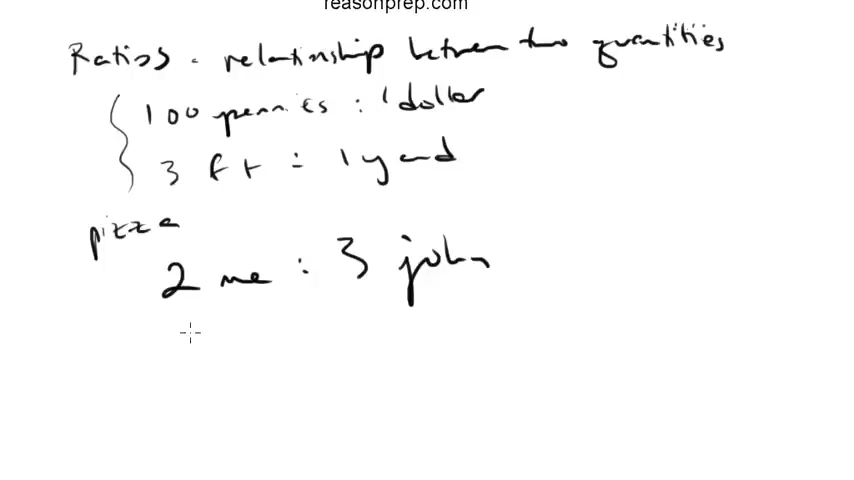 reasonprep.com
Ratios - relationship between two quantities
100 pennies : 1 dollar
3 ft : 1 yard
pizza
2 me : 3 john